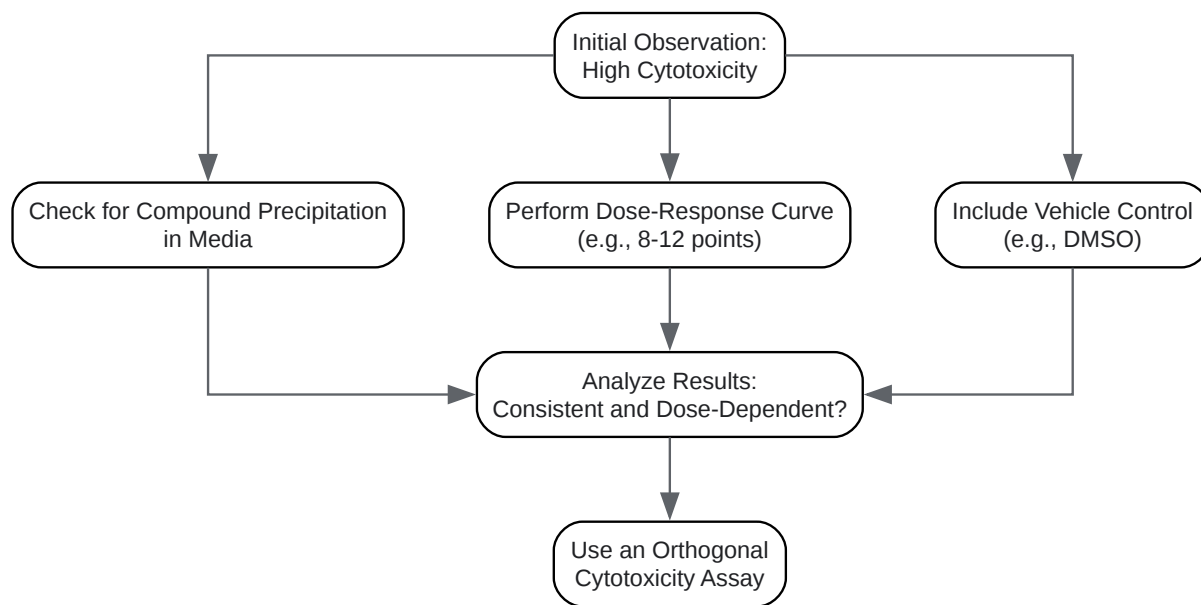 Initial Observation:
High Cytotoxicity
Check for Compound Precipitation
in Media
Perform Dose-Response Curve
(e.g., 8-12 points)
Include Vehicle Control
(e.g., DMSO)
Analyze Results:
Consistent and Dose-Dependent?
Use an Orthogonal
Cytotoxicity Assay